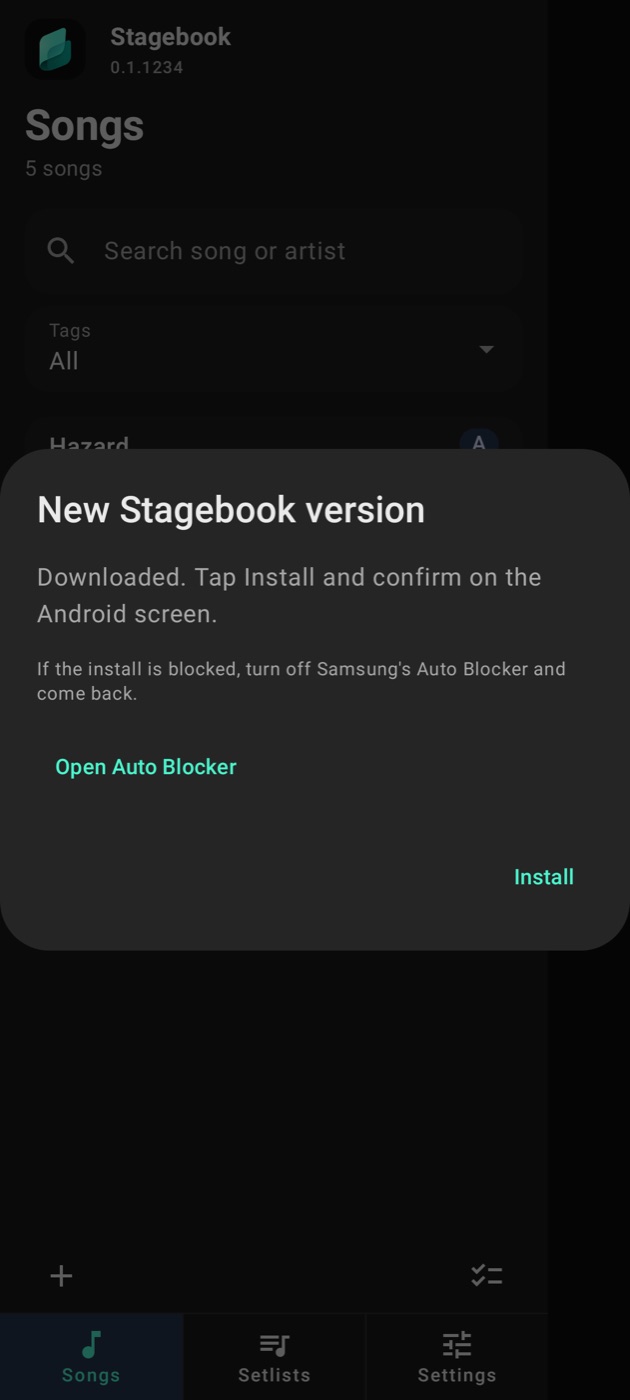 Stagebook
0.1.1234
Songs
5 songs
Search song or artist
Tags
All
Hazard
A
New Stagebook version
Downloaded. Tap Install and confirm on the
Android screen.
If the install is blocked, turn off Samsung's Auto Blocker and
come back.
Open Auto Blocker
Install
Songs
Setlists
Settings